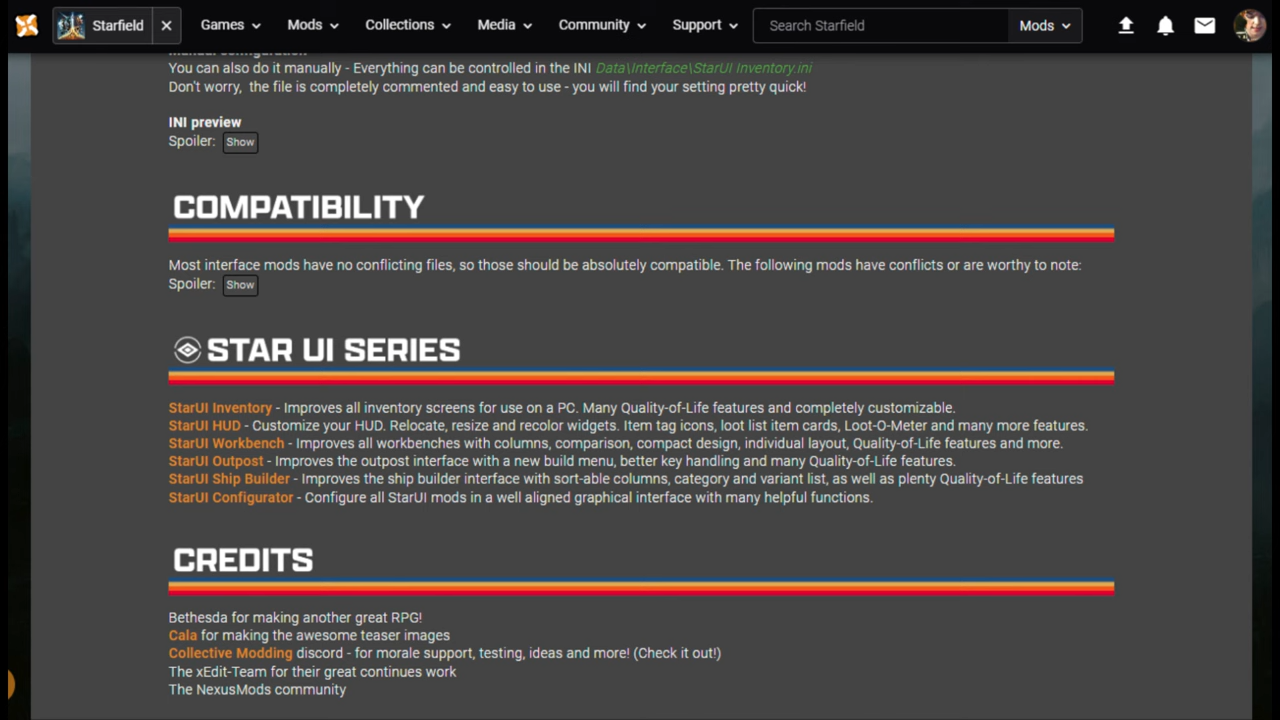 Starfield
Games
Mods
Collections
Media
Community
Support
Search Starfield
Mods
Manual configuration
You can also do it manually - Everything can be controlled in the INI Data\Interface\StarUI Inventory.ini
Don't worry, the file is completely commented and easy to use - you will find your setting pretty quick!
INI preview
Spoiler: Show
COMPATIBILITY
Most interface mods have no conflicting files, so those should be absolutely compatible. The following mods have conflicts or are worthy to note:
Spoiler: Show
STAR UI SERIES
StarUI Inventory - Improves all inventory screens for use on a PC. Many Quality-of-Life features and completely customizable.
StarUI HUD - Customize your HUD. Relocate, resize and recolor widgets. Item tag icons, loot list item cards, Loot-O-Meter and many more features.
StarUI Workbench - Improves all workbenches with columns, comparison, compact design, individual layout, Quality-of-Life features and more.
StarUI Outpost - Improves the outpost interface with a new build menu, better key handling and many Quality-of-Life features.
StarUI Ship Builder - Improves the ship builder interface with sort-able columns, category and variant list, as well as plenty Quality-of-Life features
StarUI Configurator - Configure all StarUI mods in a well aligned graphical interface with many helpful functions.
CREDITS
Bethesda for making another great RPG!
Cala for making the awesome teaser images
Collective Modding discord - for morale support, testing, ideas and more! (Check it out!)
The xEdit-Team for their great continues work
The NexusMods community